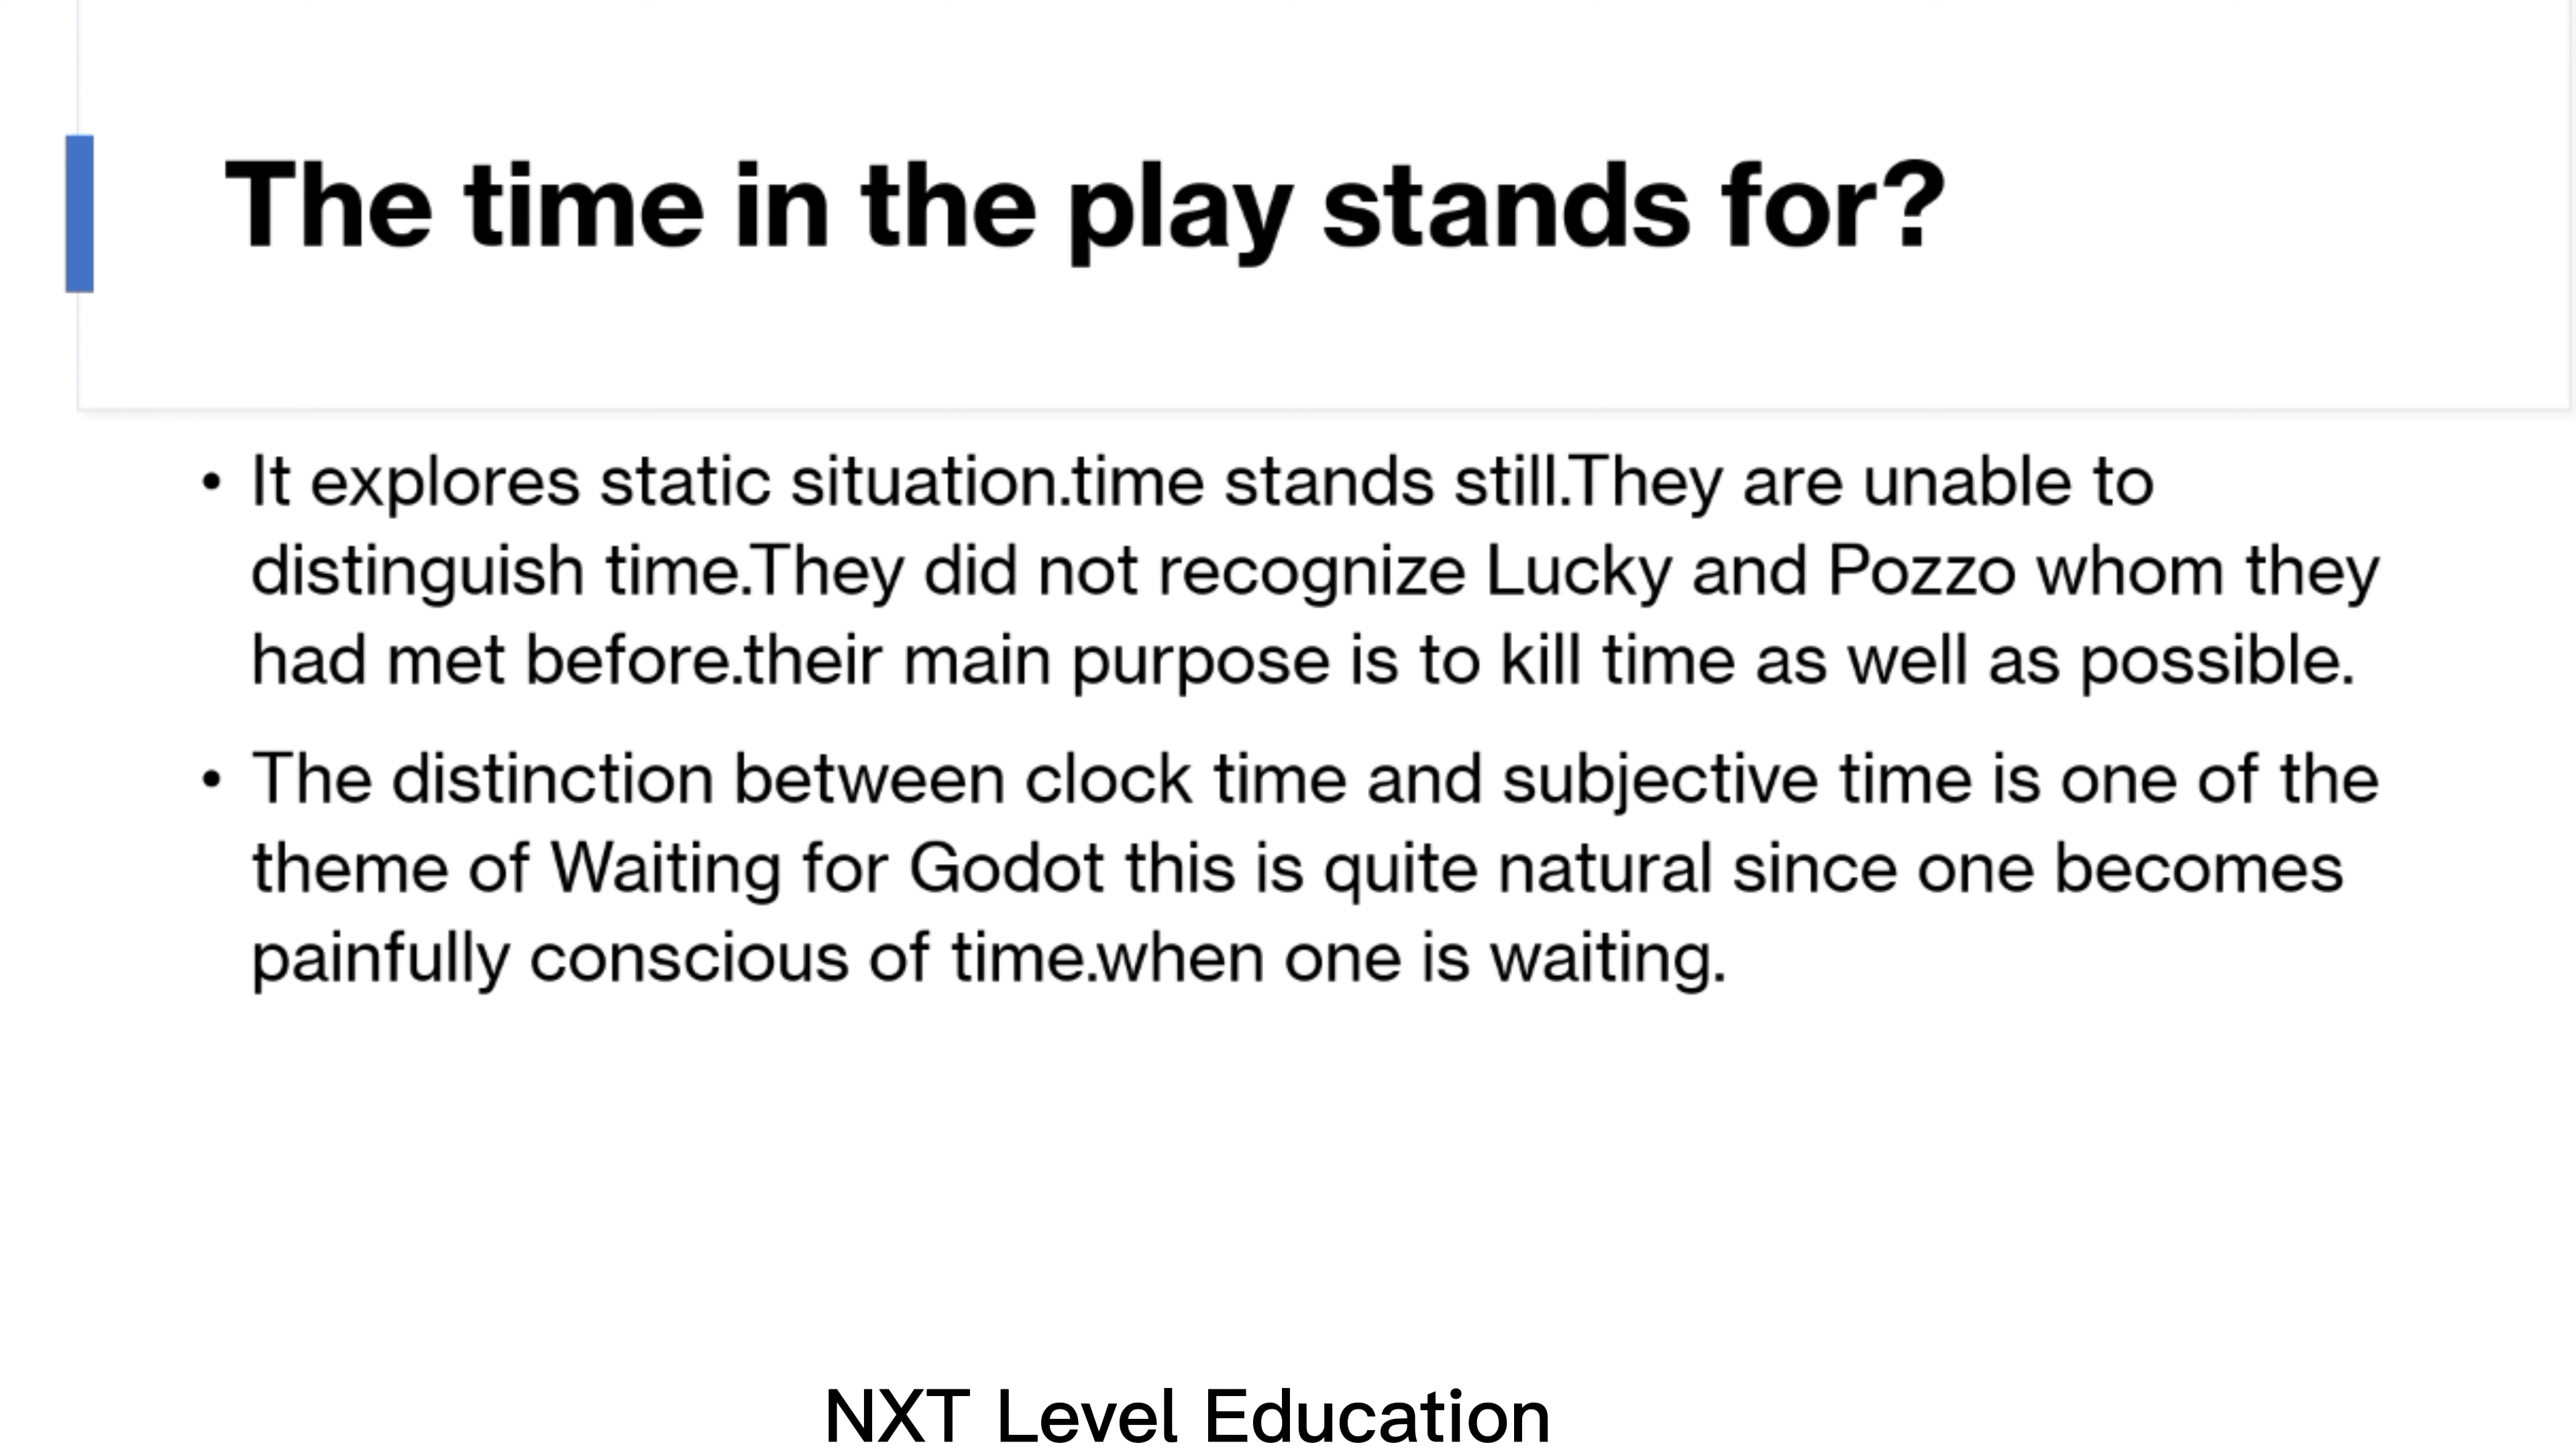 The time in the play stands for?
• It explores static situation.time stands still.They are unable to
distinguish time.They did not recognize Lucky and Pozzo whom they
had met before.their main purpose is to kill time as well as possible.
• The distinction between clock time and subjective time is one of the
theme of Waiting for Godot this is quite natural since one becomes
painfully conscious of time.when one is waiting.
NXT Level Education